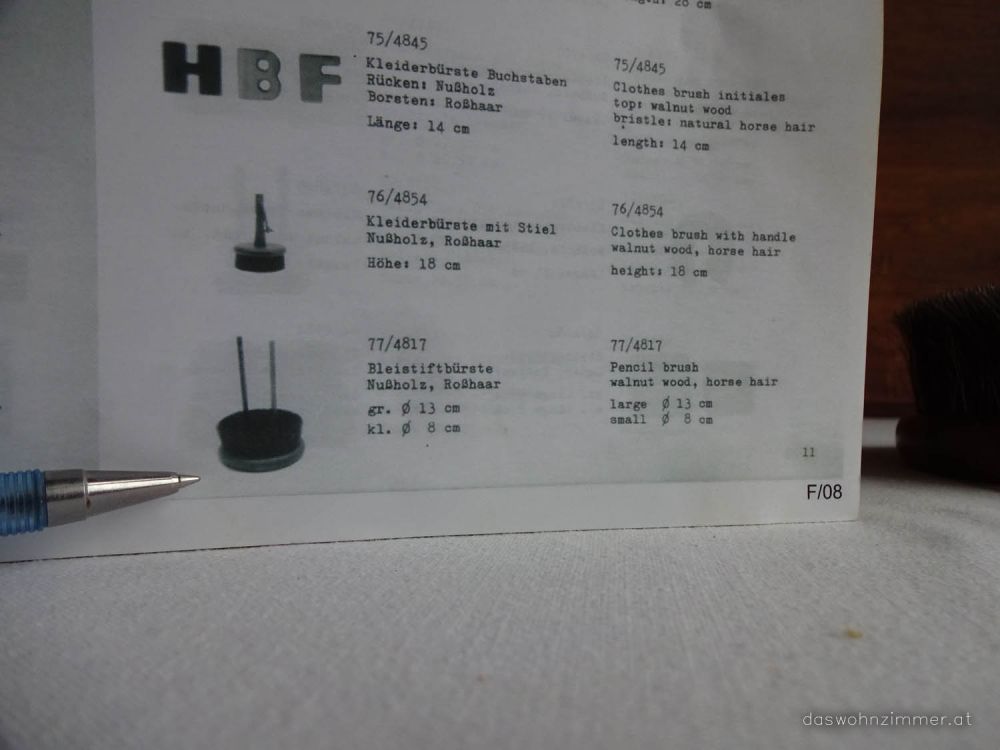 20 cm
HBF
75/4845
Kleiderbürste Buchstaben
Rücken: Nußholz
Borsten: Roßhaar
Länge: 14 cm
75/4845
Clothes brush initiales
top: walnut wood
bristle: natural horse hair
length: 14 cm
76/4854
Kleiderbürste mit Stiel
Nußholz, Roßhaar
Höhe: 18 cm
76/4854
Clothes brush with handle
walnut wood, horse hair
height: 18 cm
77/4817
Bleistiftbürste
Nußholz, Roßhaar
gr. Ø 13 cm
kl. Ø 8 cm
77/4817
Pencil brush
walnut wood, horse hair
large Ø 13 cm
small Ø 8 cm
11
F/08
daswohnzimmer.at